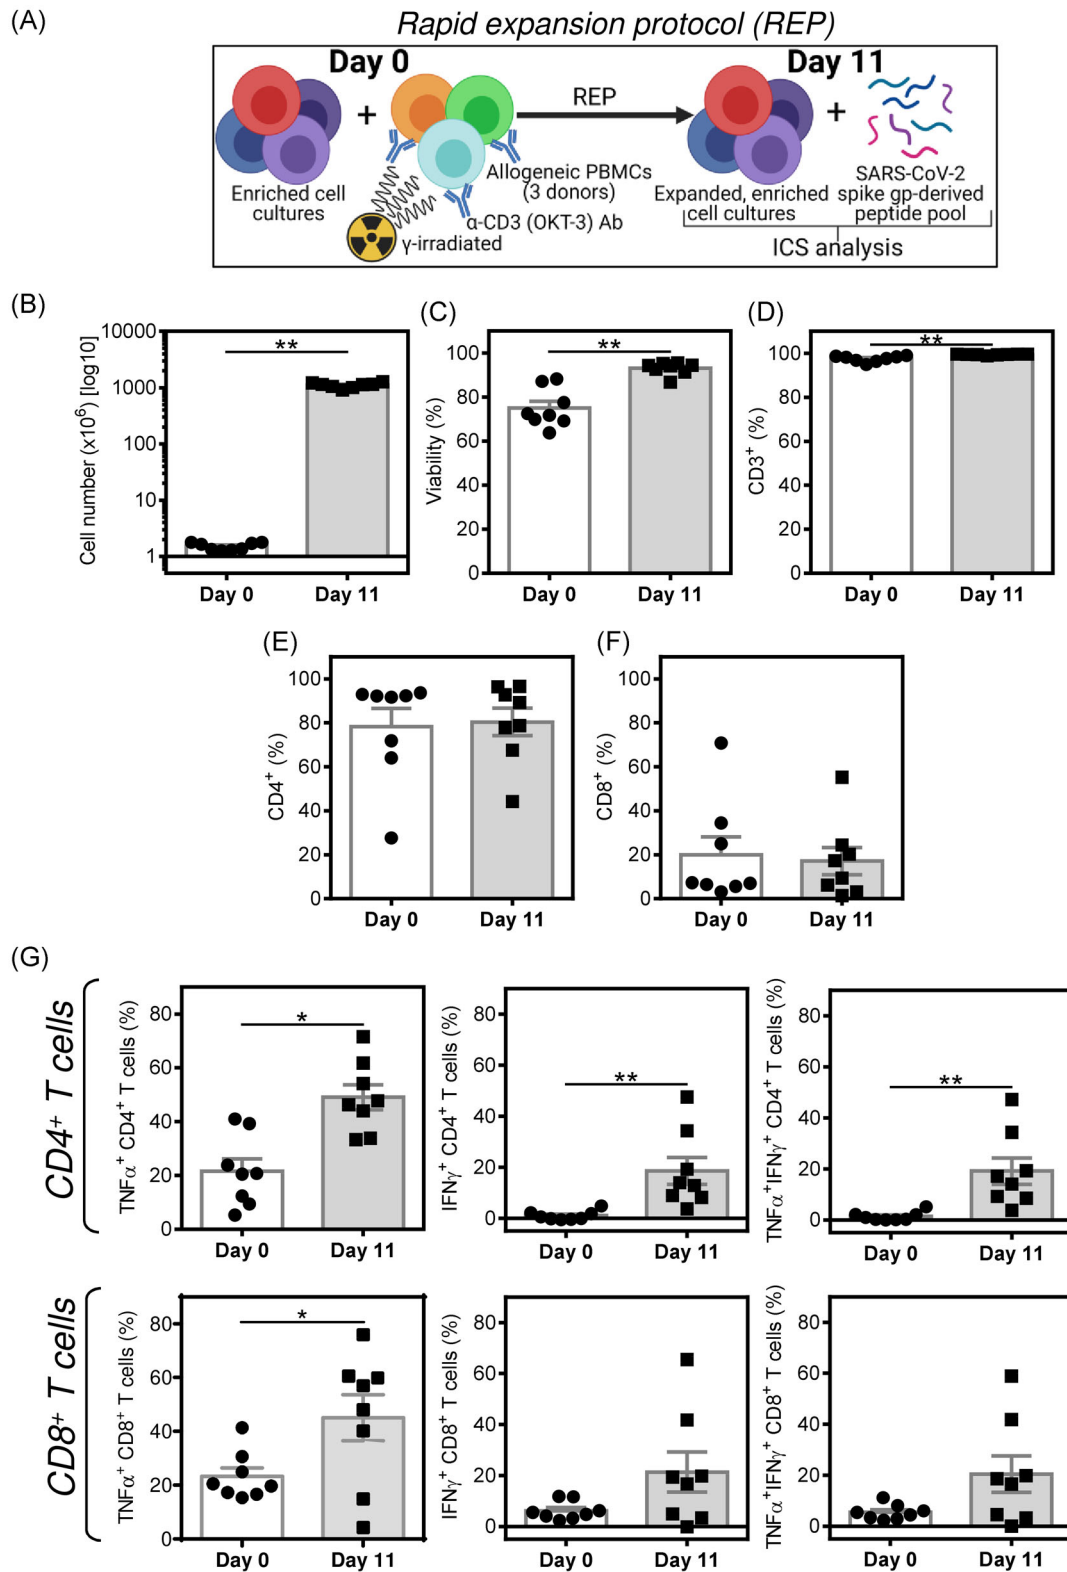 (A)
Rapid expansion protocol (REP)
Day 0
Day 11
+
REP
+
Enriched cell
cultures
Allogeneic PBMCs
(3 donors)
α-CD3 (OKT-3) Ab
γ-irradiated
Expanded, enriched
cell cultures
SARS-CoV-2
spike gp-derived
peptide pool
ICS analysis
(B)
Cell number (x10⁶) [log10]
10000
1000
100
10
1
**
Day 0
Day 11
(C)
Viability (%)
100
80
60
40
20
0
**
Day 0
Day 11
(D)
CD3⁺ (%)
100
80
60
40
20
0
**
Day 0
Day 11
(E)
CD4⁺ (%)
100
80
60
40
20
0
Day 0
Day 11
(F)
CD8⁺ (%)
100
80
60
40
20
0
Day 0
Day 11
(G)
CD4⁺ T cells
TNFα⁺ CD4⁺ T cells (%)
80
60
40
20
0
*
Day 0
Day 11
IFNγ⁺ CD4⁺ T cells (%)
80
60
40
20
0
**
Day 0
Day 11
TNFα⁺IFNγ⁺ CD4⁺ T cells (%)
80
60
40
20
0
**
Day 0
Day 11
CD8⁺ T cells
TNFα⁺ CD8⁺ T cells (%)
80
60
40
20
0
*
Day 0
Day 11
IFNγ⁺ CD8⁺ T cells (%)
80
60
40
20
0
Day 0
Day 11
TNFα⁺IFNγ⁺ CD8⁺ T cells (%)
80
60
40
20
0
Day 0
Day 11